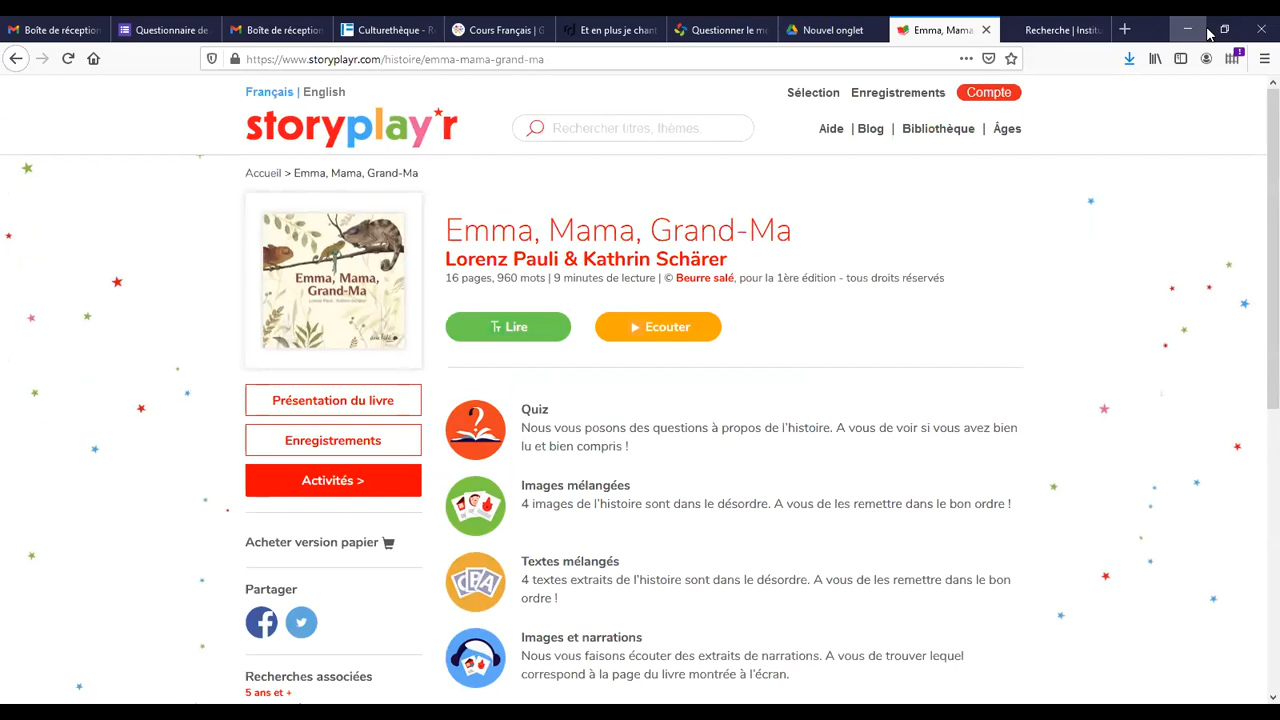 Boîte de réception
Questionnaire de
Boîte de réception
Culturethèque - R
Cours Français | G
Et en plus je chant
Questionner le m
Nouvel onglet
Emma, Mama,
Recherche | Institu
https://www.storyplayr.com/histoire/emma-mama-grand-ma
Français | English
Sélection Enregistrements Compte
storyplay'r
Rechercher titres, thèmes.
Aide | Blog | Bibliothèque | Âges
Accueil > Emma, Mama, Grand-Ma
Emma, Mama,
Grand-Ma
Emma, Mama, Grand-Ma
Lorenz Pauli & Kathrin Schärer
16 pages, 960 mots | 9 minutes de lecture | © Beurre salé, pour la 1ère édition - tous droits réservés
Lire
Ecouter
Présentation du livre
Enregistrements
Activités >
Acheter version papier
Partager
Recherches associées
5 ans et +
Quiz
Nous vous posons des questions à propos de l'histoire. A vous de voir si vous avez bien
lu et bien compris !
Images mélangées
4 images de l'histoire sont dans le désordre. A vous de les remettre dans le bon ordre !
Textes mélangés
4 textes extraits de l'histoire sont dans le désordre. A vous de les remettre dans le bon
ordre !
Images et narrations
Nous vous faisons écouter des extraits de narrations. A vous de trouver lequel
correspond à la page du livre montrée à l'écran.